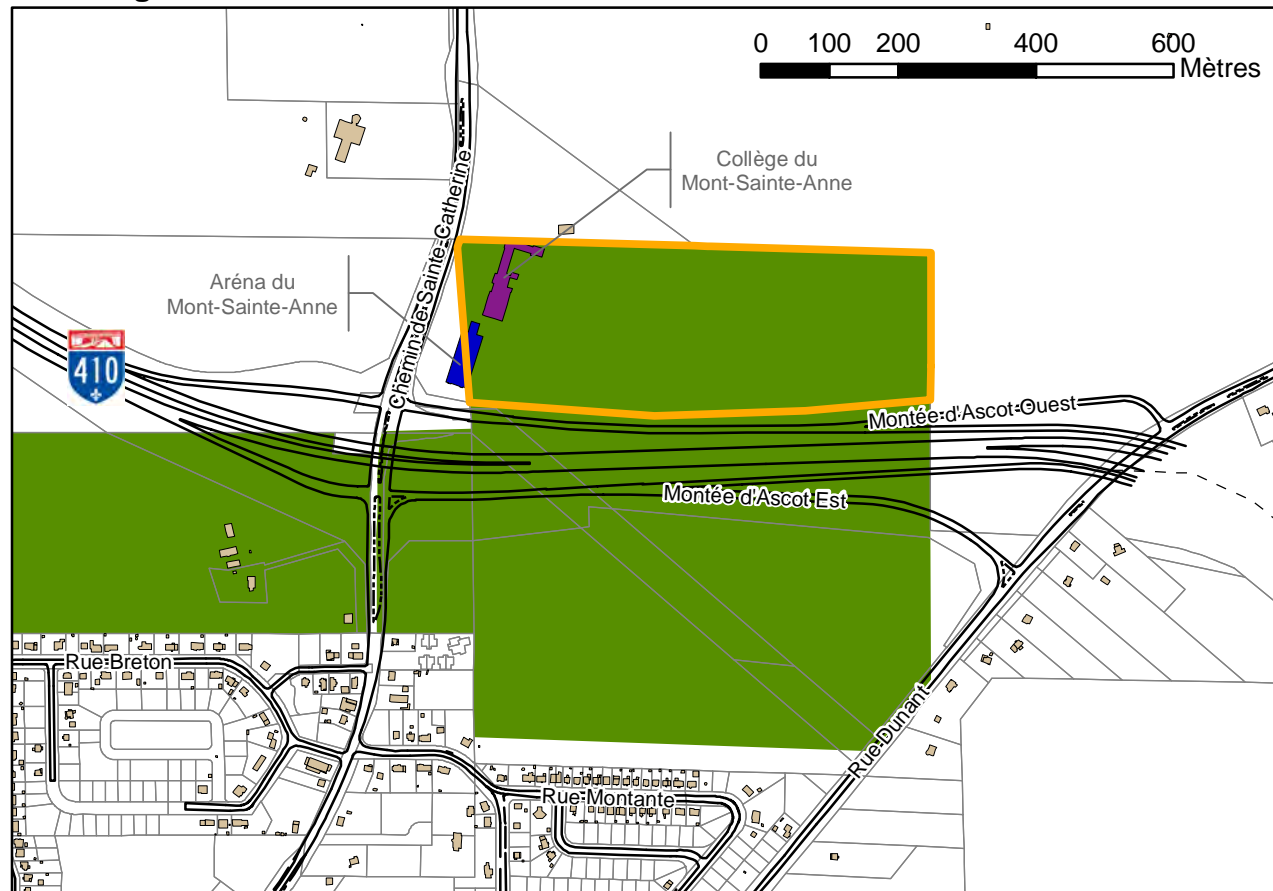 0 100 200 400 600
Mètres
Collège du
Mont-Sainte-Anne
Chemin de Sainte-Catherine
Aréna du
Mont-Sainte-Anne
410
Montée d'Ascot Ouest
Montée d'Ascot Est
Rue Breton
Rue Dunant
Rue Montante